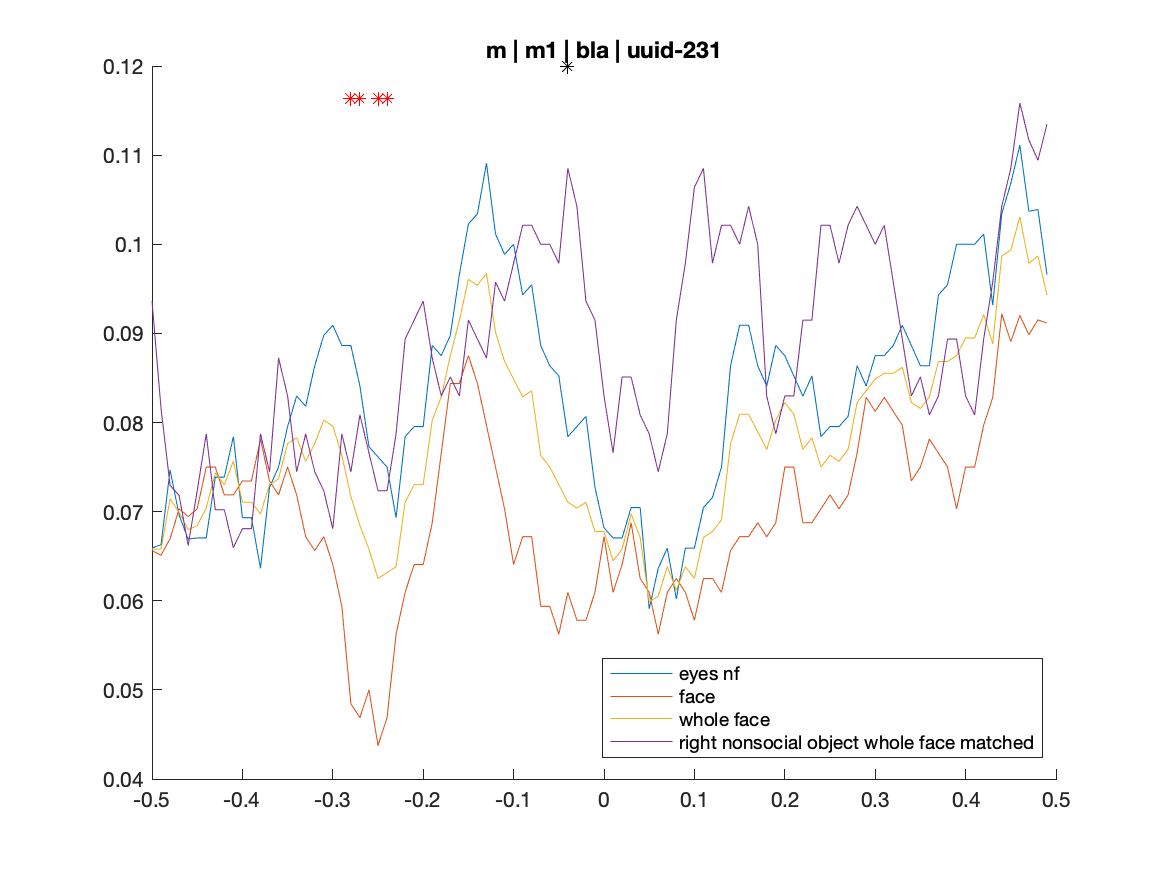 m | m1 | bla | uuid-231
0.12
0.11
0.1
0.09
0.08
0.07
0.06
0.05
0.04
-0.5 -0.4 -0.3 -0.2 -0.1 0 0.1 0.2 0.3 0.4 0.5
eyes nf
face
whole face
right nonsocial object whole face matched